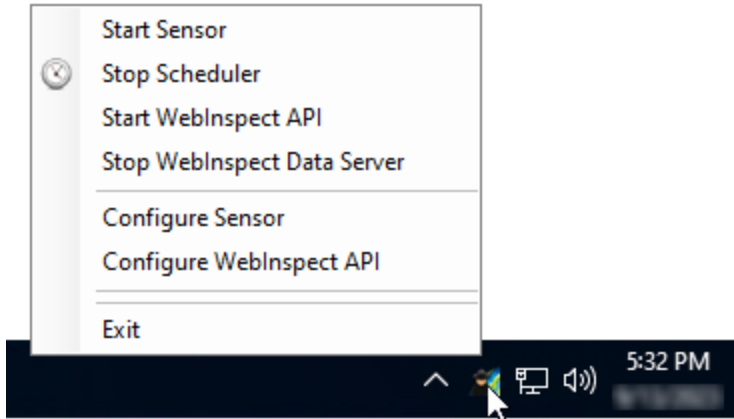 Start Sensor
Stop Scheduler
Start WebInspect API
Stop WebInspect Data Server
Configure Sensor
Configure WebInspect API
Exit
5:32 PM